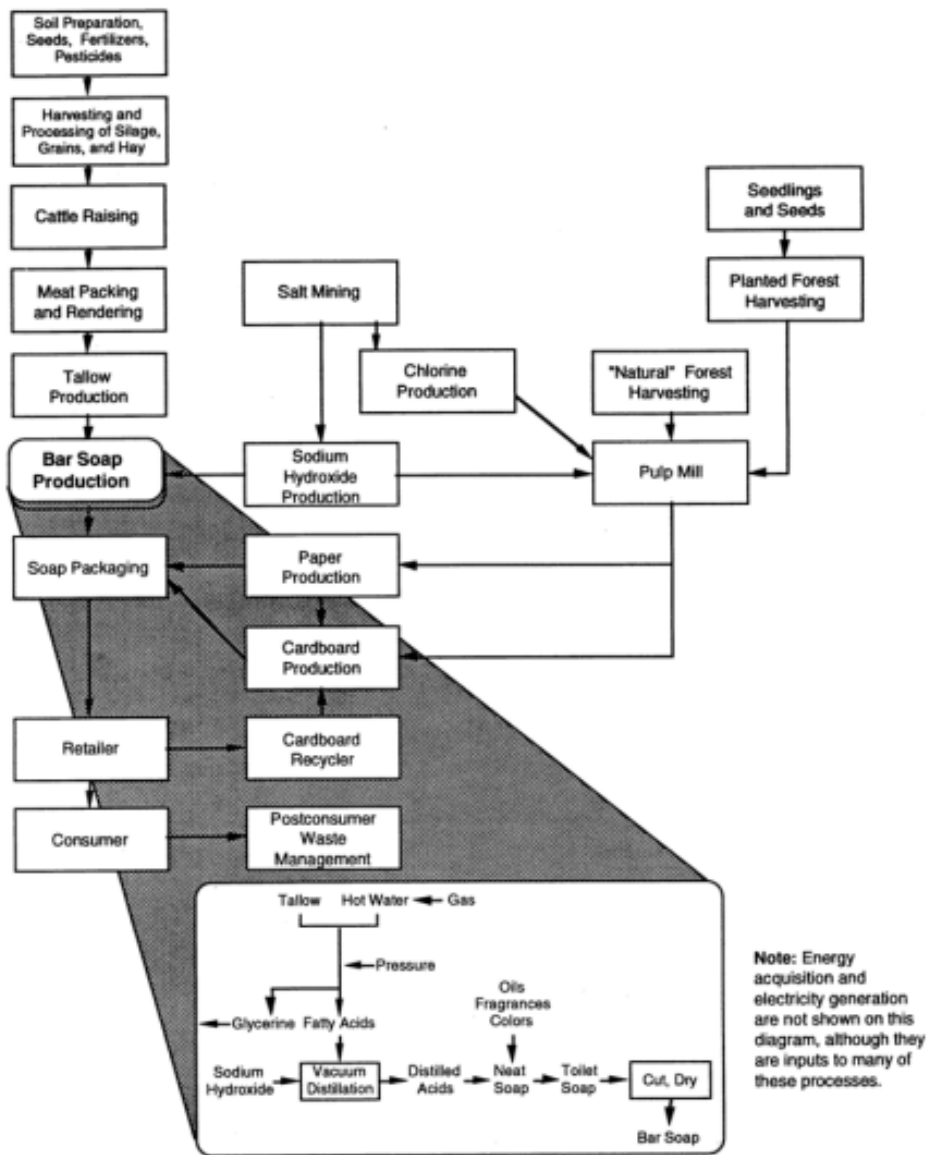 Soil Preparation,
Seeds, Fertilizers,
Pesticides
Harvesting and
Processing of Silage,
Grains, and Hay
Cattle Raising
Meat Packing
and Rendering
Tallow
Production
Bar Soap
Production
Soap Packaging
Retailer
Consumer
Salt Mining
Chlorine
Production
Sodium
Hydroxide
Production
Paper
Production
Cardboard
Production
Cardboard
Recycler
Postconsumer
Waste
Management
Seedlings
and Seeds
Planted Forest
Harvesting
"Natural" Forest
Harvesting
Pulp Mill
Tallow Hot Water Gas
Pressure
Glycerine Fatty Acids
Oils
Fragrances
Colors
Sodium
Hydroxide
Vacuum
Distillation
Distilled
Acids
Neat
Soap
Toilet
Soap
Cut, Dry
Bar Soap
Note: Energy
acquisition and
electricity generation
are not shown on this
diagram, although they
are inputs to many of
these processes.